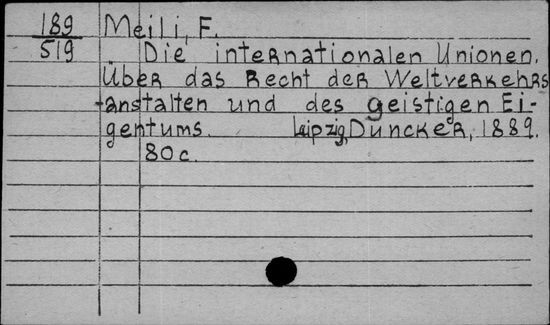 189 Meili, F.
519 Die internationalen Unionen.
Über das Recht der Weltverkehrs
-anstalten und des geistigen Ei-
gentums. Leipzig, Duncker, 1889.
80 c.